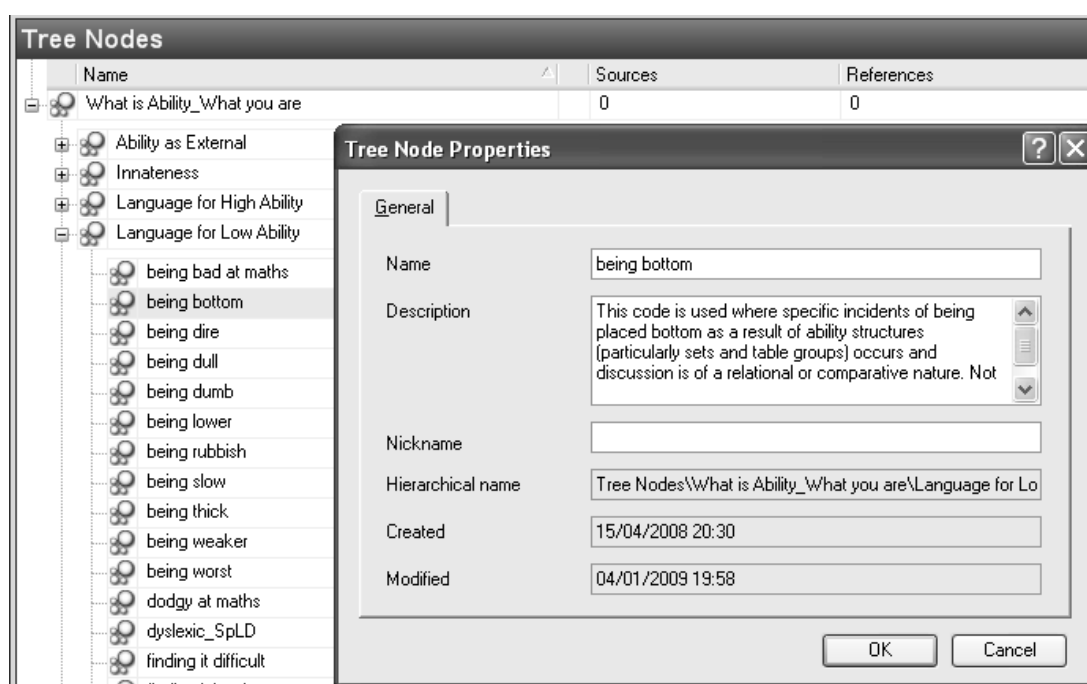 Tree Nodes
Name Sources References
What is Ability_What you are 0 0
Ability as External
Innateness
Language for High Ability
Language for Low Ability
being bad at maths
being bottom
being dire
being dull
being dumb
being lower
being rubbish
being slow
being thick
being weaker
being worst
dodgy at maths
dyslexic_SpLD
finding it difficult
Tree Node Properties ?
General
Name being bottom
Description This code is used where specific incidents of being
placed bottom as a result of ability structures
(particularly sets and table groups) occurs and
discussion is of a relational or comparative nature. Not
Nickname
Hierarchical name Tree Nodes\What is Ability_What you are\Language for Lo
Created 15/04/2008 20:30
Modified 04/01/2009 19:58
OK Cancel